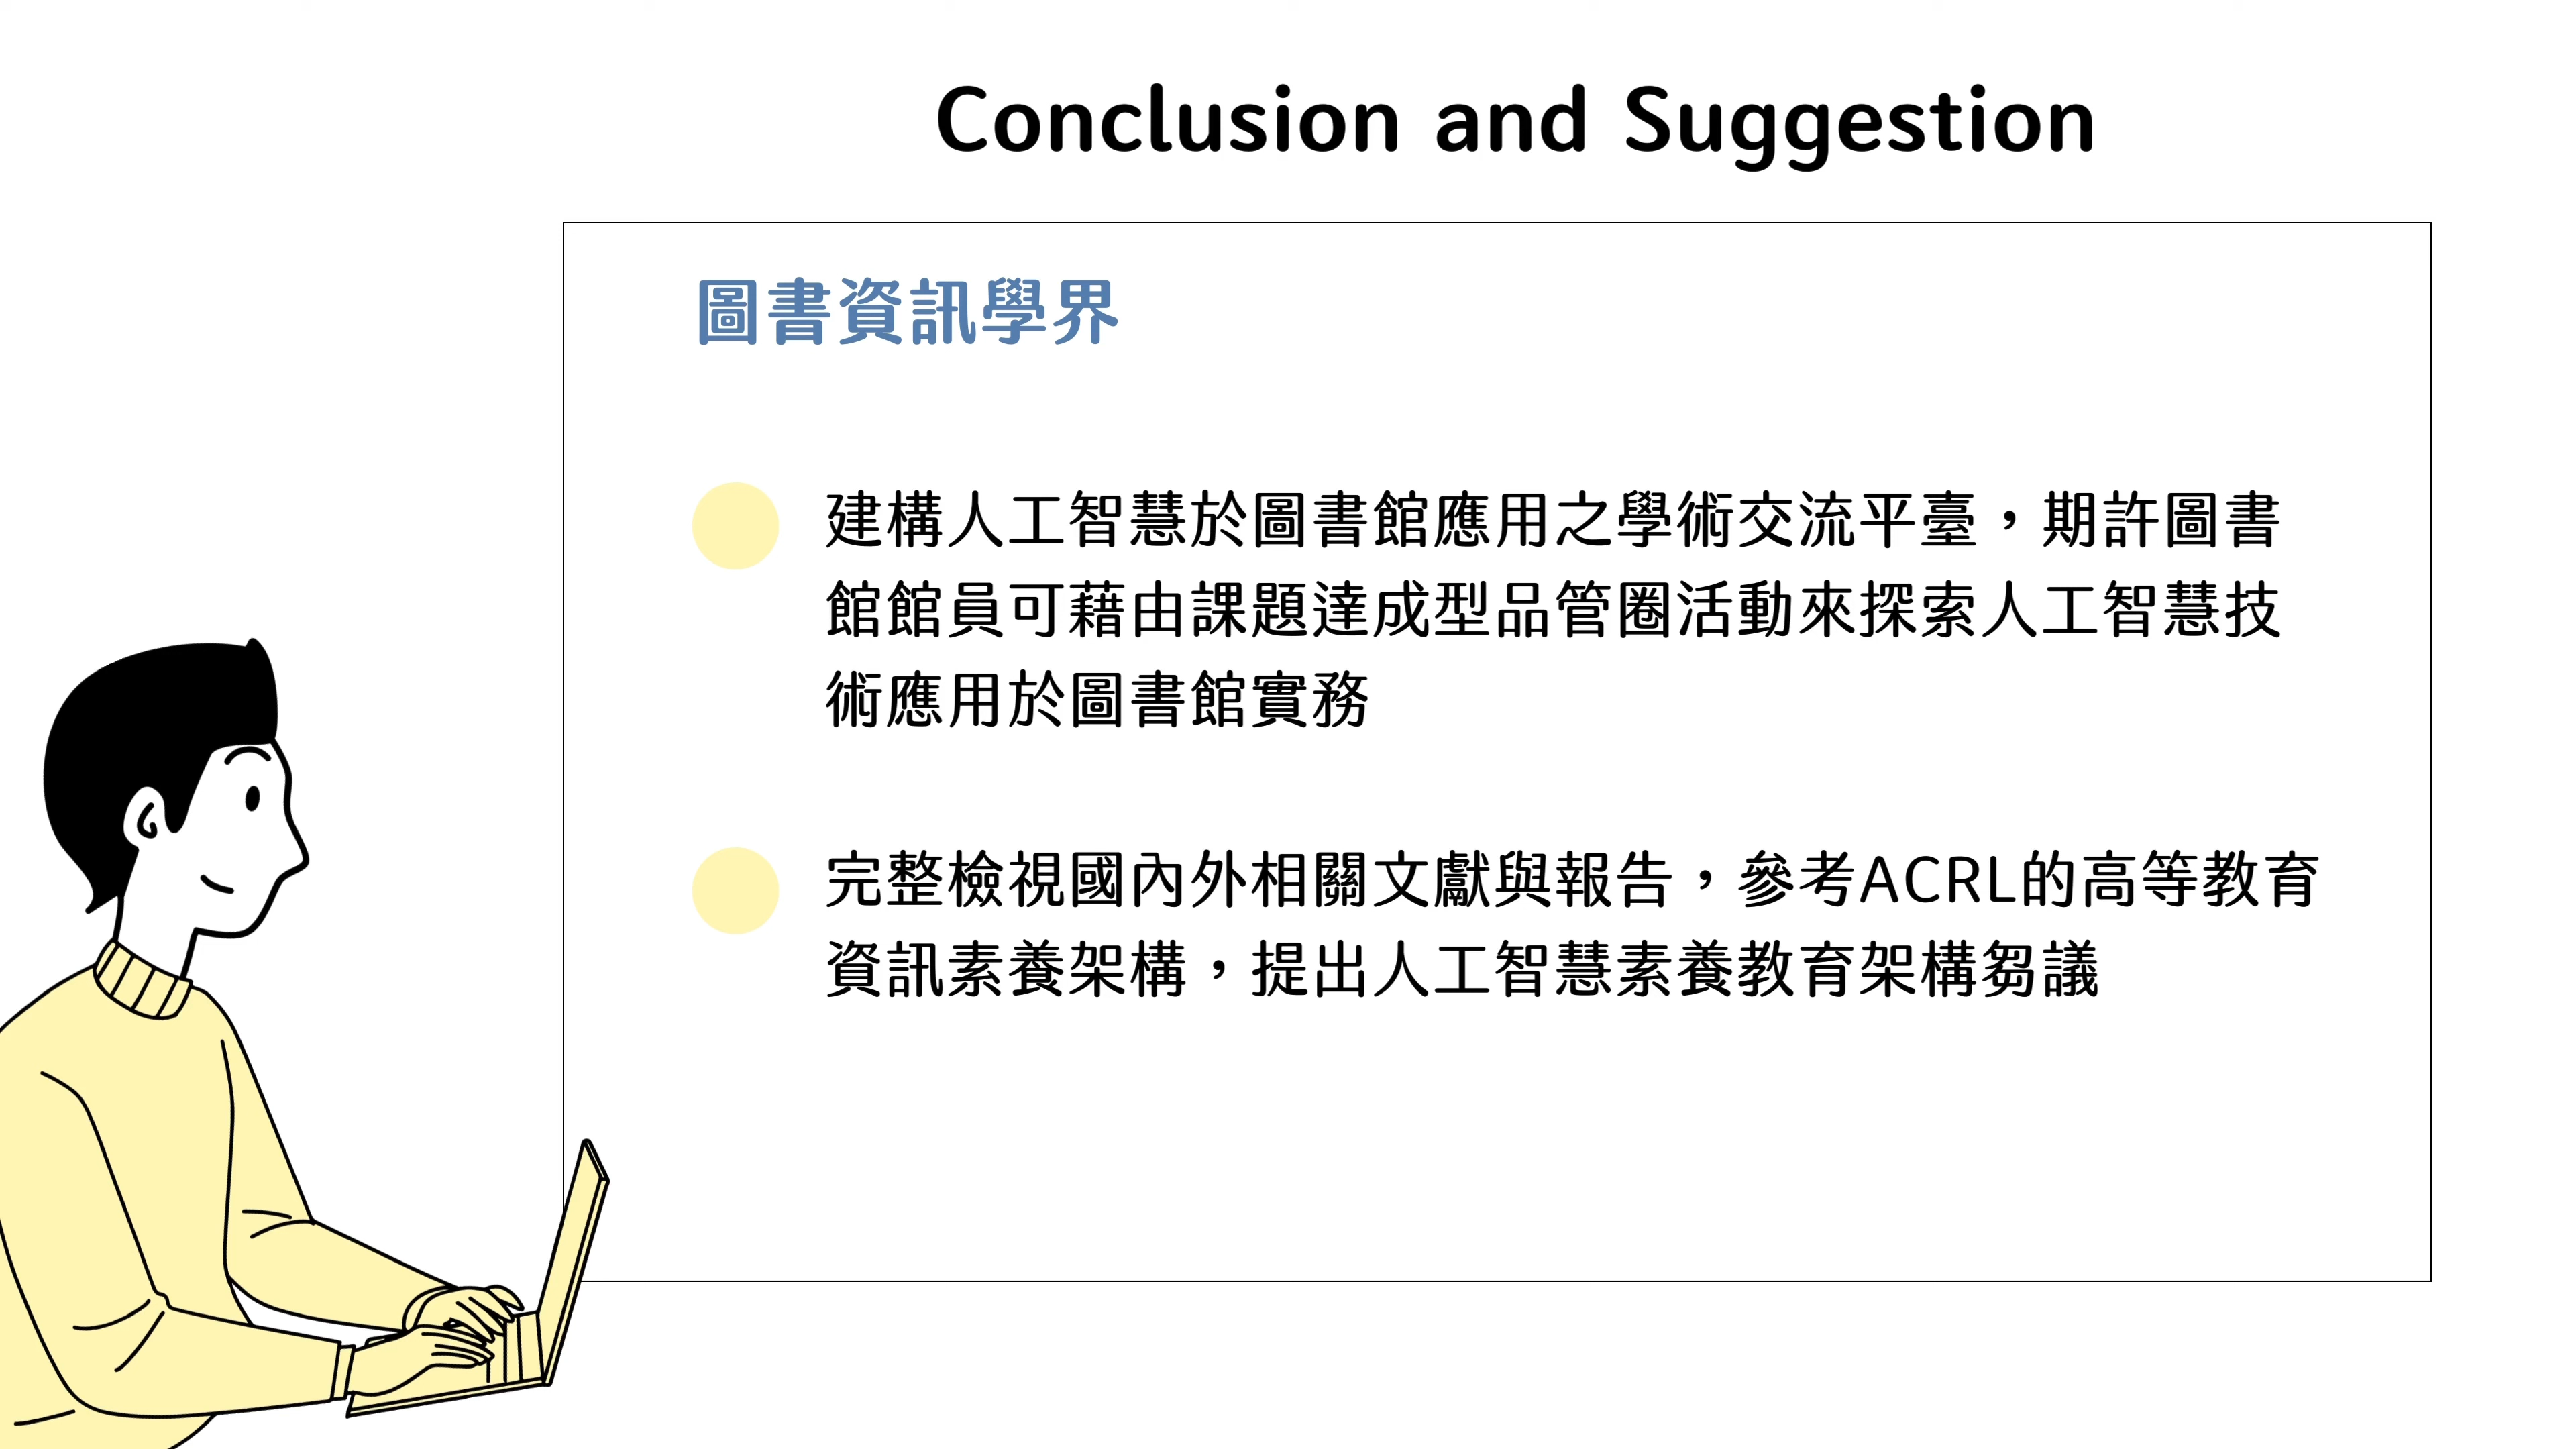 Conclusion and Suggestion
圖書資訊學界
建構人工智慧於圖書館應用之學術交流平臺，期許圖書
館館員可藉由課題達成型品管圈活動來探索人工智慧技
術應用於圖書館實務
完整檢視國內外相關文獻與報告，參考ACRL的高等教育
資訊素養架構，提出人工智慧素養教育架構芻議